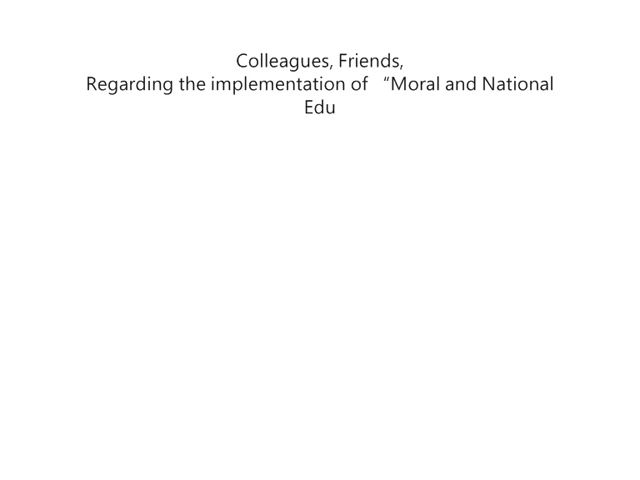 Colleagues, Friends,
Regarding the implementation of “Moral and National
Edu